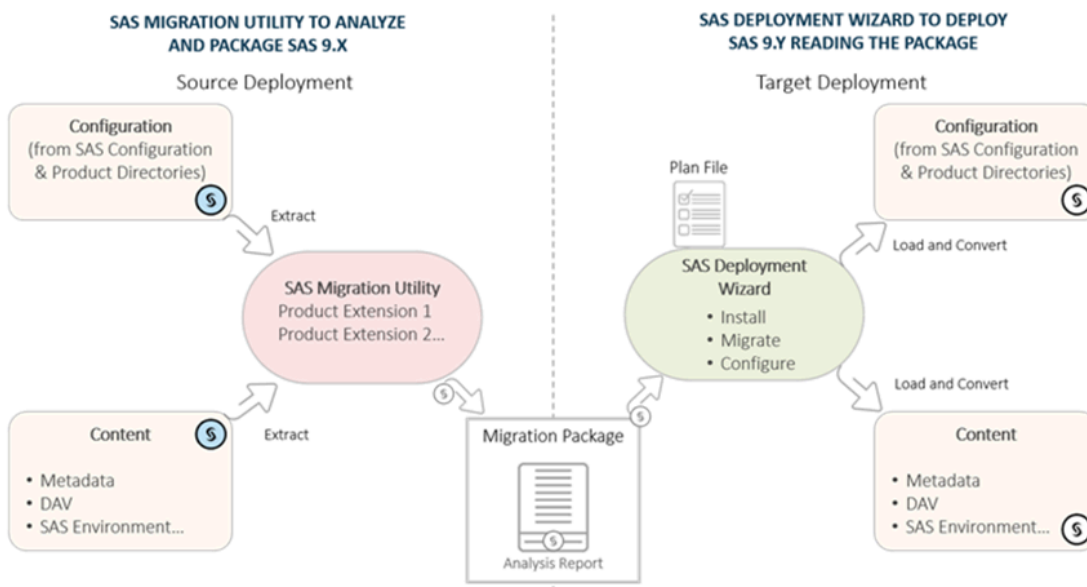 SAS MIGRATION UTILITY TO ANALYZE
AND PACKAGE SAS 9.X
Source Deployment
Configuration
(from SAS Configuration
& Product Directories)
Extract
SAS Migration Utility
Product Extension 1
Product Extension 2...
Content
• Metadata
• DAV
• SAS Environment...
Extract
Migration Package
Analysis Report
SAS DEPLOYMENT WIZARD TO DEPLOY
SAS 9.Y READING THE PACKAGE
Target Deployment
Plan File
SAS Deployment
Wizard
• Install
• Migrate
• Configure
Configuration
(from SAS Configuration
& Product Directories)
Load and Convert
Load and Convert
Content
• Metadata
• DAV
• SAS Environment...